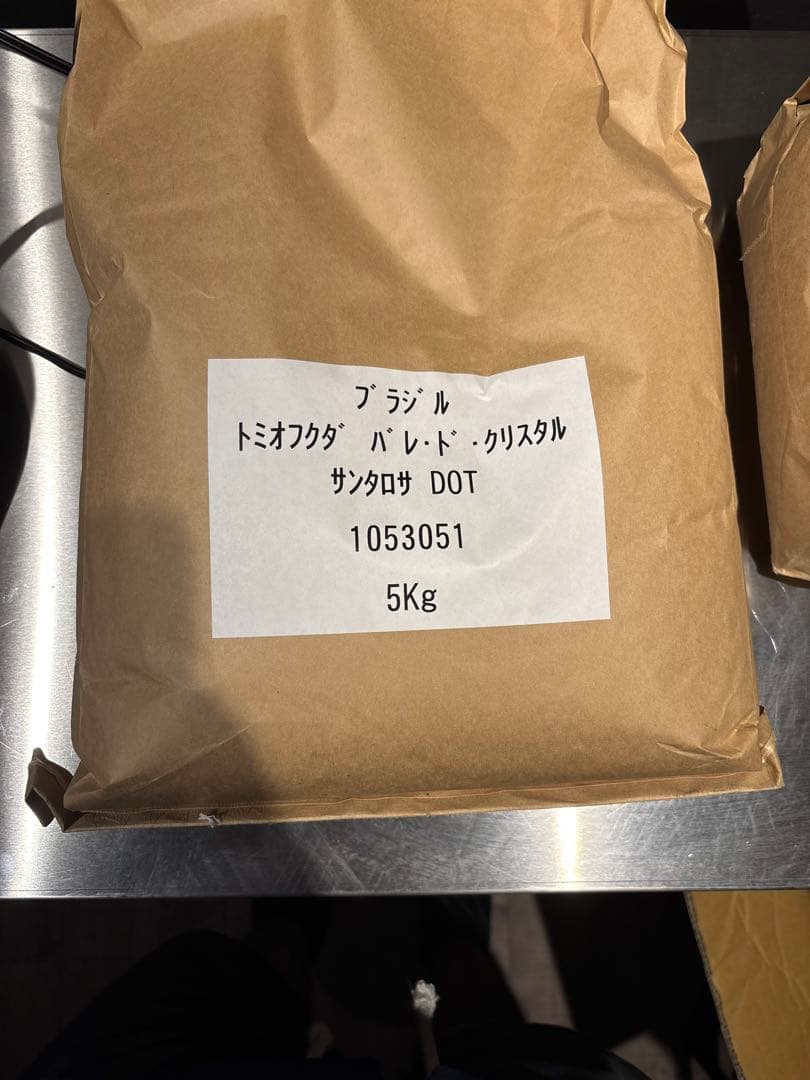 ﾌﾞﾗｼﾞﾙ
ﾄﾐｵﾌｸﾀﾞ ﾊﾞﾚ･ﾄﾞ･ｸﾘｽﾀﾙ
ｻﾝﾀﾛｻ DOT
1053051
5Kg